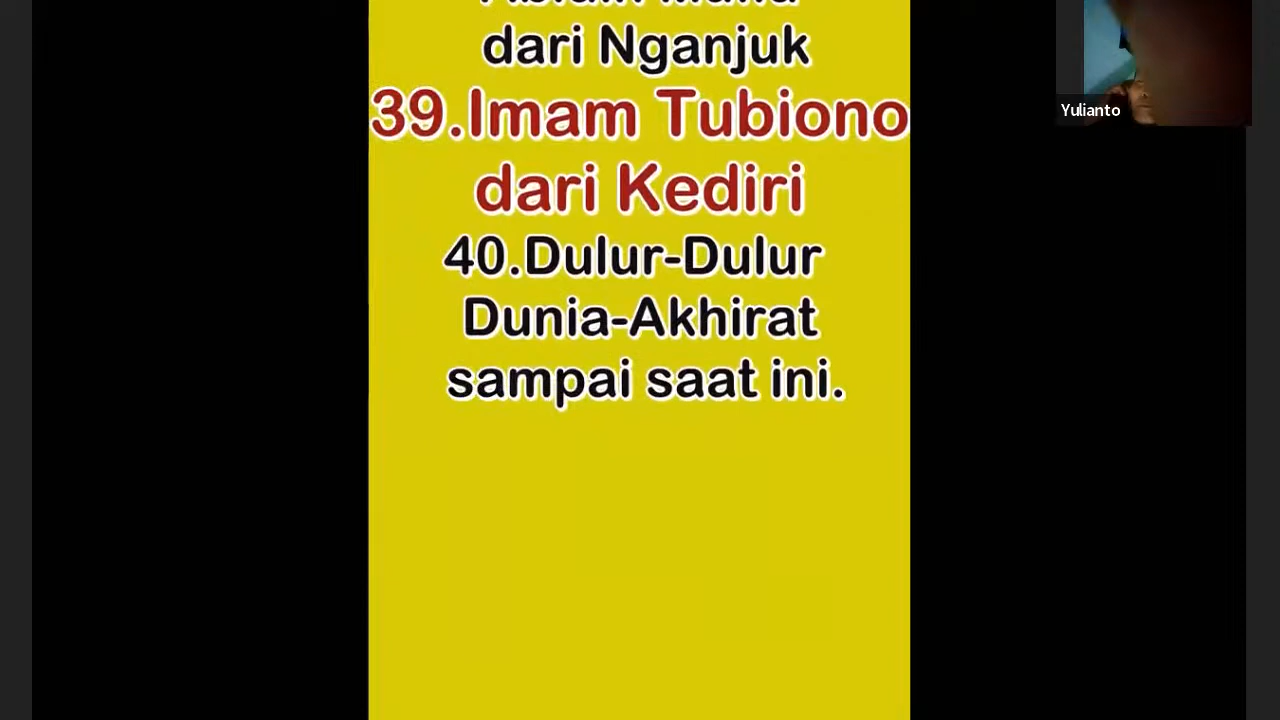 dari Nganjuk
39.Imam Tubiono
dari Kediri
40.Dulur-Dulur
Dunia-Akhirat
sampai saat ini.
Yulianto